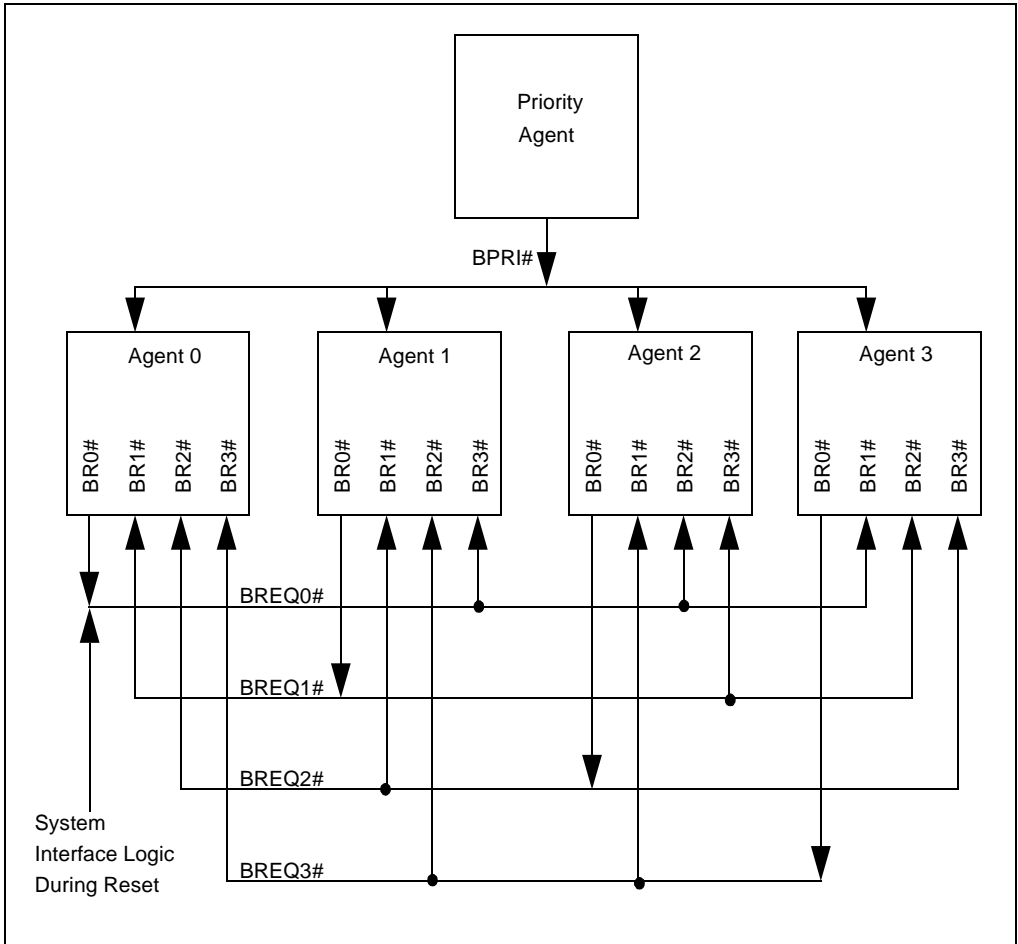 Priority
Agent
BPRI#
Agent 0
Agent 1
Agent 2
Agent 3
BR0#
BR1#
BR2#
BR3#
BR0#
BR1#
BR2#
BR3#
BR0#
BR1#
BR2#
BR3#
BR0#
BR1#
BR2#
BR3#
BREQ0#
BREQ1#
BREQ2#
BREQ3#
System
Interface Logic
During Reset